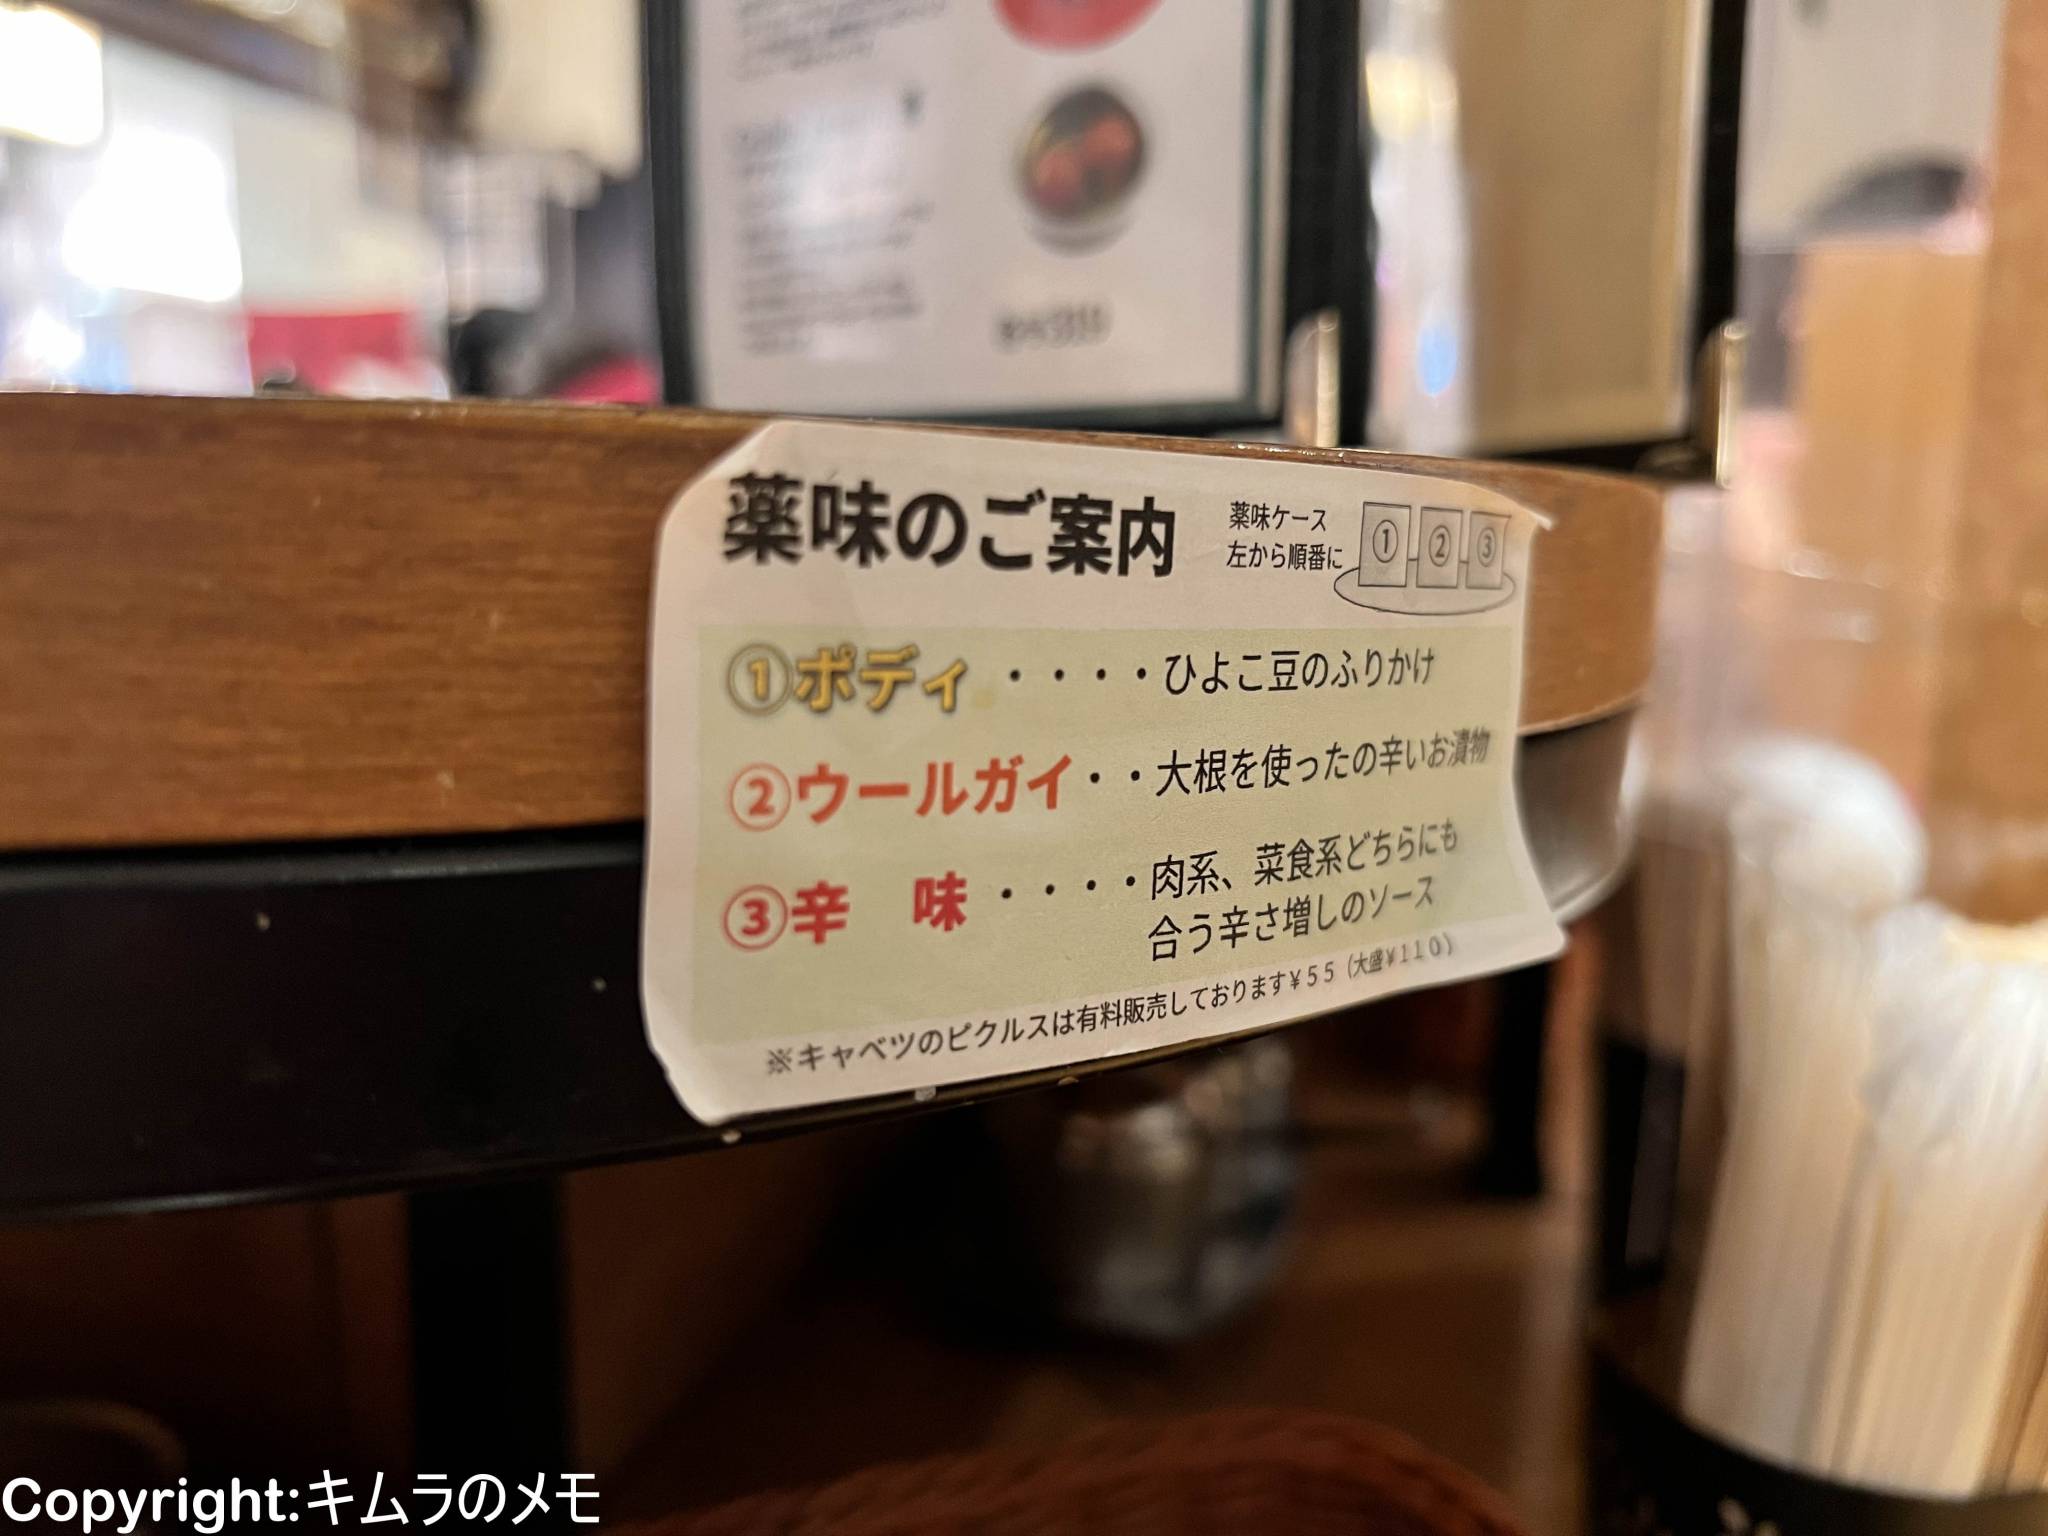 薬味のご案内
薬味ケース
左から順番に
① ② ③
①ポディ ・・・・ひよこ豆のふりかけ
②ウールガイ・・大根を使ったの辛いお漬物
③辛 味・・・・肉系、菜食系どちらにも
合う辛さ増しのソース
※キャベツのピクルスは有料販売しております¥55（大盛¥110）
Copyright:キムラのメモ